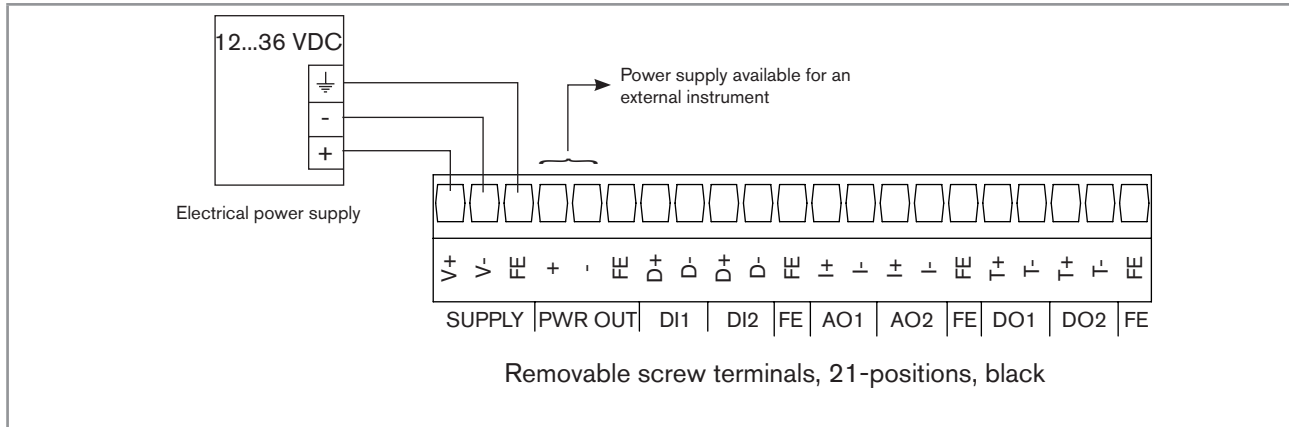 12...36 VDC
-
+
Electrical power supply
Power supply available for an
external instrument
V+ V- FE + - FE D+ D- D+ D- FE I+ I- I+ I- FE T+ T- T+ T- FE
SUPPLY PWR OUT DI1 DI2 FE AO1 AO2 FE DO1 DO2 FE
Removable screw terminals, 21-positions, black